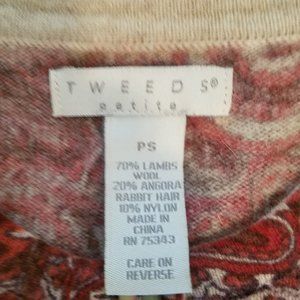 TWEEDS®
petite
PS
70% LAMBS
WOOL
20% ANGORA
RABBIT HAIR
10% NYLON
MADE IN
CHINA
RN 75343
CARE ON
REVERSE